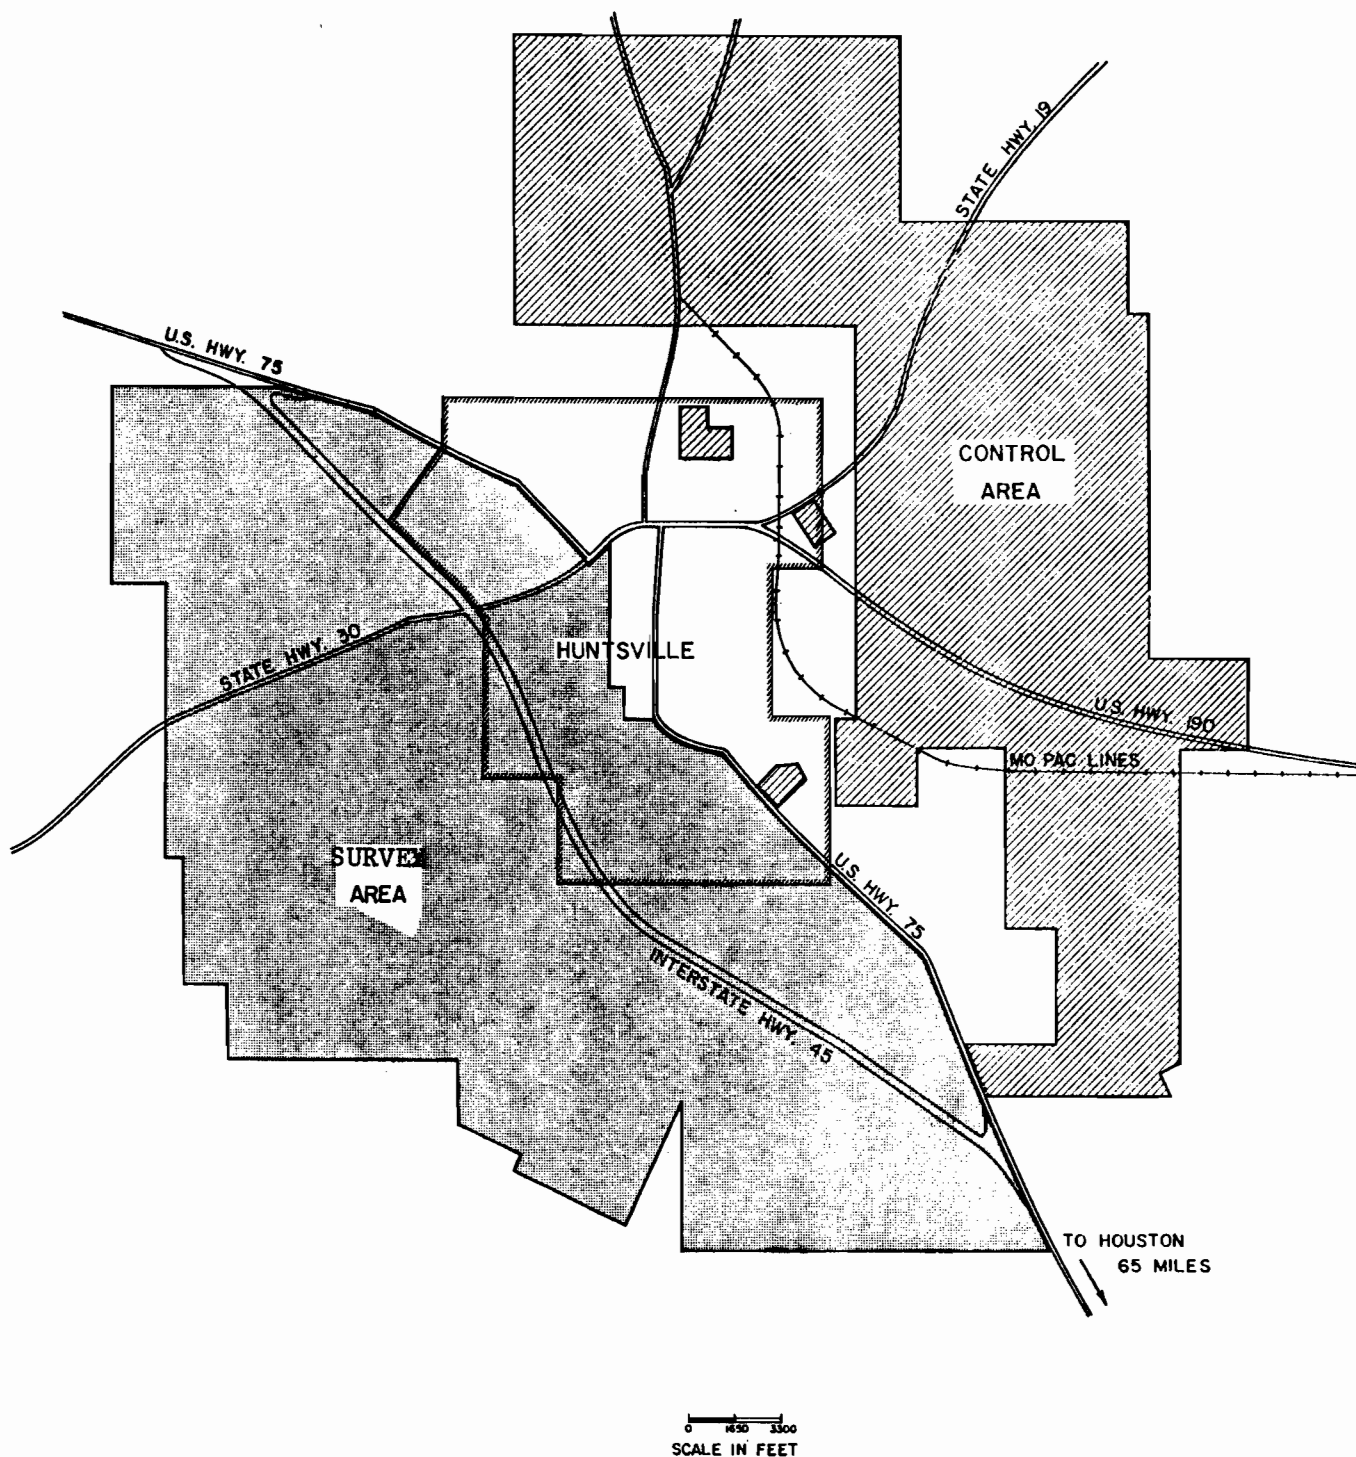 STATE HWY. 19
U.S. HWY. 75
CONTROL
AREA
STATE HWY. 30
HUNTSVILLE
U.S. HWY. 190
MO PAC LINES
SURVEY
AREA
U.S. HWY. 75
INTERSTATE HWY. 45
TO HOUSTON
65 MILES
0 1650 3300
SCALE IN FEET